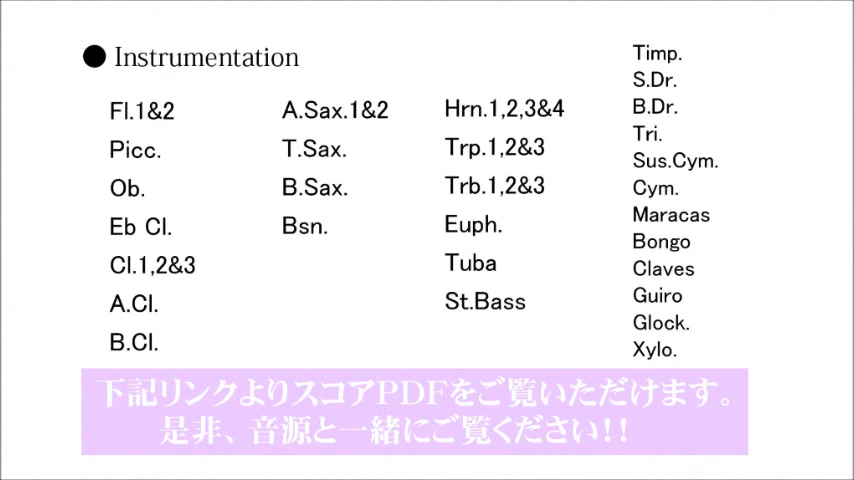 ● Instrumentation
Fl.1&2
Picc.
Ob.
Eb Cl.
Cl.1,2&3
A.Cl.
B.Cl.
A.Sax.1&2
T.Sax.
B.Sax.
Bsn.
Hrn.1,2,3&4
Trp.1,2&3
Trb.1,2&3
Euph.
Tuba
St.Bass
Timp.
S.Dr.
B.Dr.
Tri.
Sus.Cym.
Cym.
Maracas
Bongo
Claves
Guiro
Glock.
Xylo.
下記リンクよりスコアPDFをご覧いただけます。
是非、音源と一緒にご覧ください!!